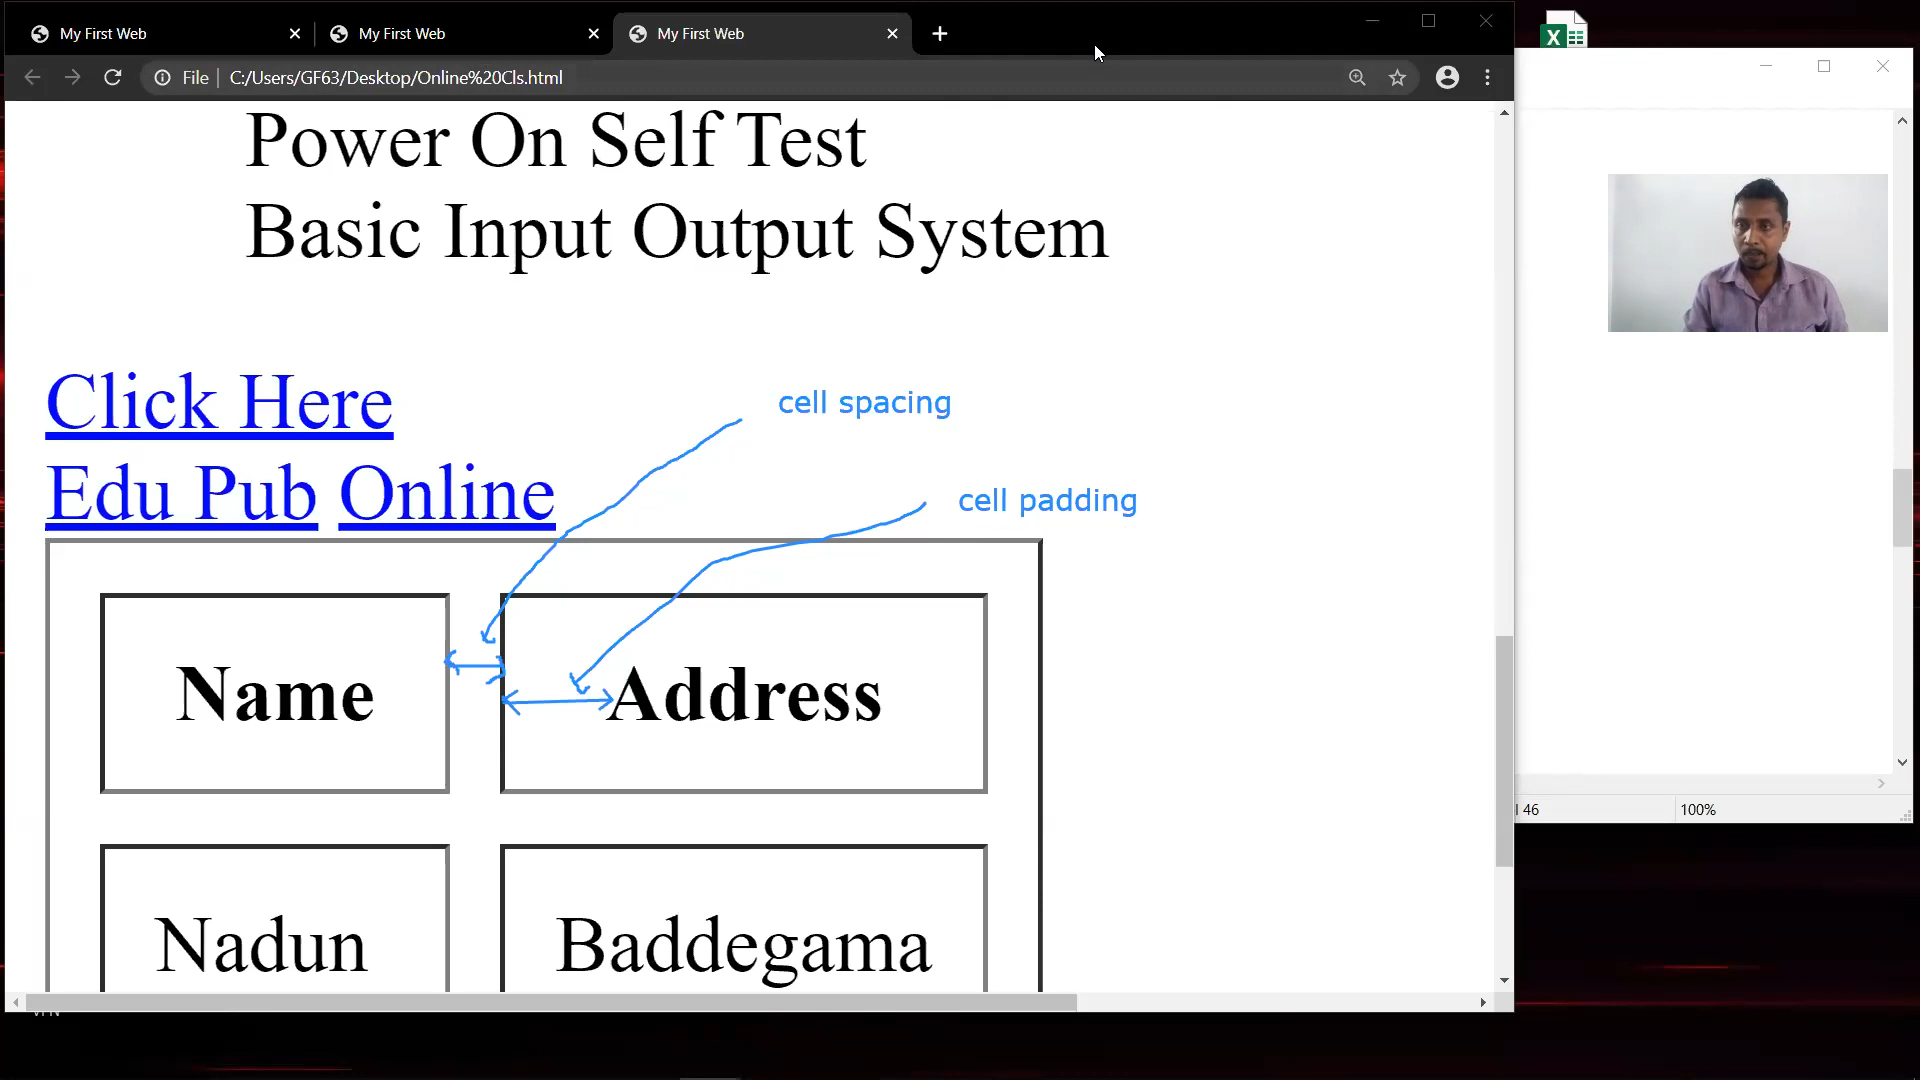 My First Web
My First Web
My First Web
File
C:/Users/GF63/Desktop/Online%20Cls.html
Power On Self Test
Basic Input Output System
Click Here
cell spacing
Edu Pub Online
cell padding
Name
Address
Nadun
Baddegama
46
100%